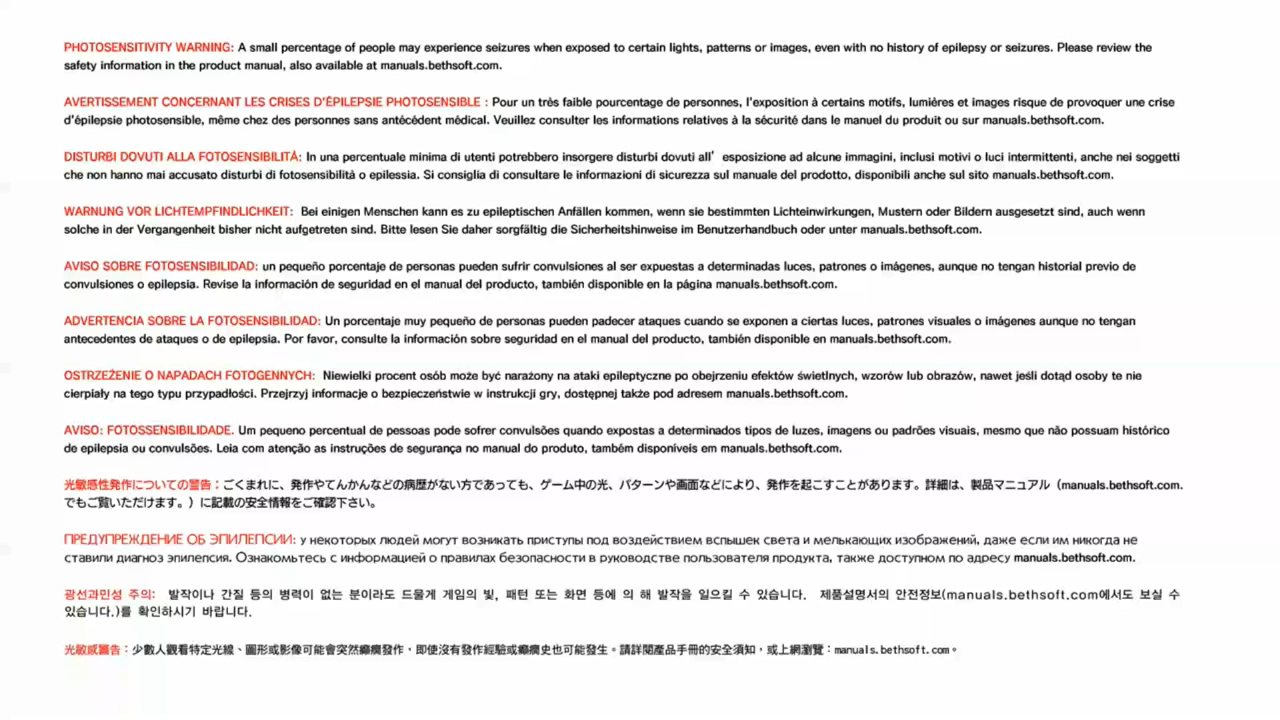 PHOTOSENSITIVITY WARNING: A small percentage of people may experience seizures when exposed to certain lights, patterns or images, even with no history of epilepsy or seizures. Please review the
safety information in the product manual, also available at manuals.bethsoft.com.
AVERTISSEMENT CONCERNANT LES CRISES D'ÉPILEPSIE PHOTOSENSIBLE : Pour un très faible pourcentage de personnes, l'exposition à certains motifs, lumières et images risque de provoquer une crise
d'épilepsie photosensible, même chez des personnes sans antécédent médical. Veuillez consulter les informations relatives à la sécurité dans le manuel du produit ou sur manuals.bethsoft.com.
DISTURBI DOVUTI ALLA FOTOSENSIBILITÀ: In una percentuale minima di utenti potrebbero insorgere disturbi dovuti all' esposizione ad alcune immagini, inclusi motivi o luci intermittenti, anche nei soggetti
che non hanno mai accusato disturbi di fotosensibilità o epilessia. Si consiglia di consultare le informazioni di sicurezza sul manuale del prodotto, disponibili anche sul sito manuals.bethsoft.com.
WARNUNG VOR LICHTEMPFINDLICHKEIT: Bei einigen Menschen kann es zu epileptischen Anfällen kommen, wenn sie bestimmten Lichteinwirkungen, Mustern oder Bildern ausgesetzt sind, auch wenn
solche in der Vergangenheit bisher nicht aufgetreten sind. Bitte lesen Sie daher sorgfältig die Sicherheitshinweise im Benutzerhandbuch oder unter manuals.bethsoft.com.
AVISO SOBRE FOTOSENSIBILIDAD: un pequeño porcentaje de personas pueden sufrir convulsiones al ser expuestas a determinadas luces, patrones o imágenes, aunque no tengan historial previo de
convulsiones o epilepsia. Revise la información de seguridad en el manual del producto, también disponible en la página manuals.bethsoft.com.
ADVERTENCIA SOBRE LA FOTOSENSIBILIDAD: Un porcentaje muy pequeño de personas pueden padecer ataques cuando se exponen a ciertas luces, patrones visuales o imágenes aunque no tengan
antecedentes de ataques o de epilepsia. Por favor, consulte la información sobre seguridad en el manual del producto, también disponible en manuals.bethsoft.com.
OSTRZEŻENIE O NAPADACH FOTOGENNYCH: Niewielki procent osób może być narażony na ataki epileptyczne po obejrzeniu efektów świetlnych, wzorów lub obrazów, nawet jeśli dotąd osoby te nie
cierpiały na tego typu przypadłości. Przejrzyj informacje o bezpieczeństwie w instrukcji gry, dostępnej także pod adresem manuals.bethsoft.com.
AVISO: FOTOSSENSIBILIDADE. Um pequeno percentual de pessoas pode sofrer convulsões quando expostas a determinados tipos de luzes, imagens ou padrões visuais, mesmo que não possuam histórico
de epilepsia ou convulsões. Leia com atenção as instruções de segurança no manual do produto, também disponíveis em manuals.bethsoft.com.
光敏感性発作についての警告：ごくまれに、発作やてんかんなどの病歴がない方であっても、ゲーム中の光、パターンや画面などにより、発作を起こすことがあります。詳細は、製品マニュアル（manuals.bethsoft.com.
でもご覧いただけます。）に記載の安全情報をご確認下さい。
ПРЕДУПРЕЖДЕНИЕ ОБ ЭПИЛЕПСИИ: у некоторых людей могут возникать приступы под воздействием вспышек света и мелькающих изображений, даже если им никогда не
ставили диагноз эпилепсия. Ознакомьтесь с информацией о правилах безопасности в руководстве пользователя продукта, также доступном по адресу manuals.bethsoft.com.
광선과민성 주의: 발작이나 간질 등의 병력이 없는 분이라도 드물게 게임의 빛, 패턴 또는 화면 등에 의 해 발작을 일으킬 수 있습니다. 제품설명서의 안전정보(manuals.bethsoft.com에서도 보실 수
있습니다.)를 확인하시기 바랍니다.
光敏感警告：少數人觀看特定光線、圖形或影像可能會突然癲癇發作，即使沒有發作經驗或癲癇史也可能發生。請詳閱產品手冊的安全須知，或上網瀏覽：manuals.bethsoft.com。